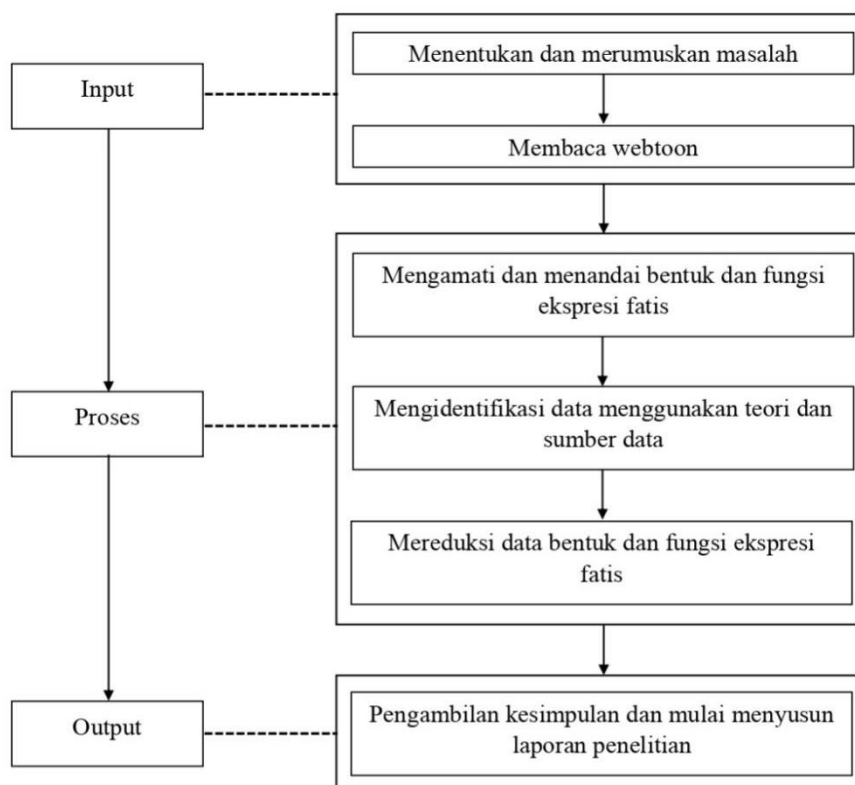 Input
Menentukan dan merumuskan masalah
Membaca webtoon
Proses
Mengamati dan menandai bentuk dan fungsi
ekspresi fatis
Mengidentifikasi data menggunakan teori dan
sumber data
Mereduksi data bentuk dan fungsi ekspresi
fatis
Output
Pengambilan kesimpulan dan mulai menyusun
laporan penelitian